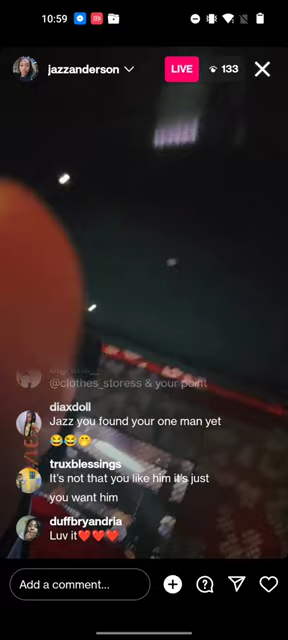 10:59
jazzanderson
LIVE
133
@clothes_storess & your point
diaxdoll
Jazz you found your one man yet
😂😂🤭
truxblessings
It's not that you like him it's just
you want him
duffbryandria
Luv it❤️❤️❤️
Add a comment...